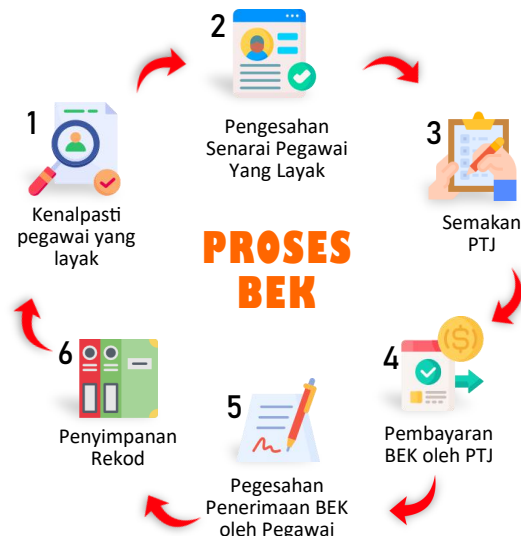 1
Kenalpasti
pegawai yang
layak
2
Pengesahan
Senarai Pegawai
Yang Layak
3
Semakan
PTJ
PROSES
BEK
4
Pembayaran
BEK oleh PTJ
5
Pegesahan
Penerimaan BEK
oleh Pegawai
6
Penyimpanan
Rekod